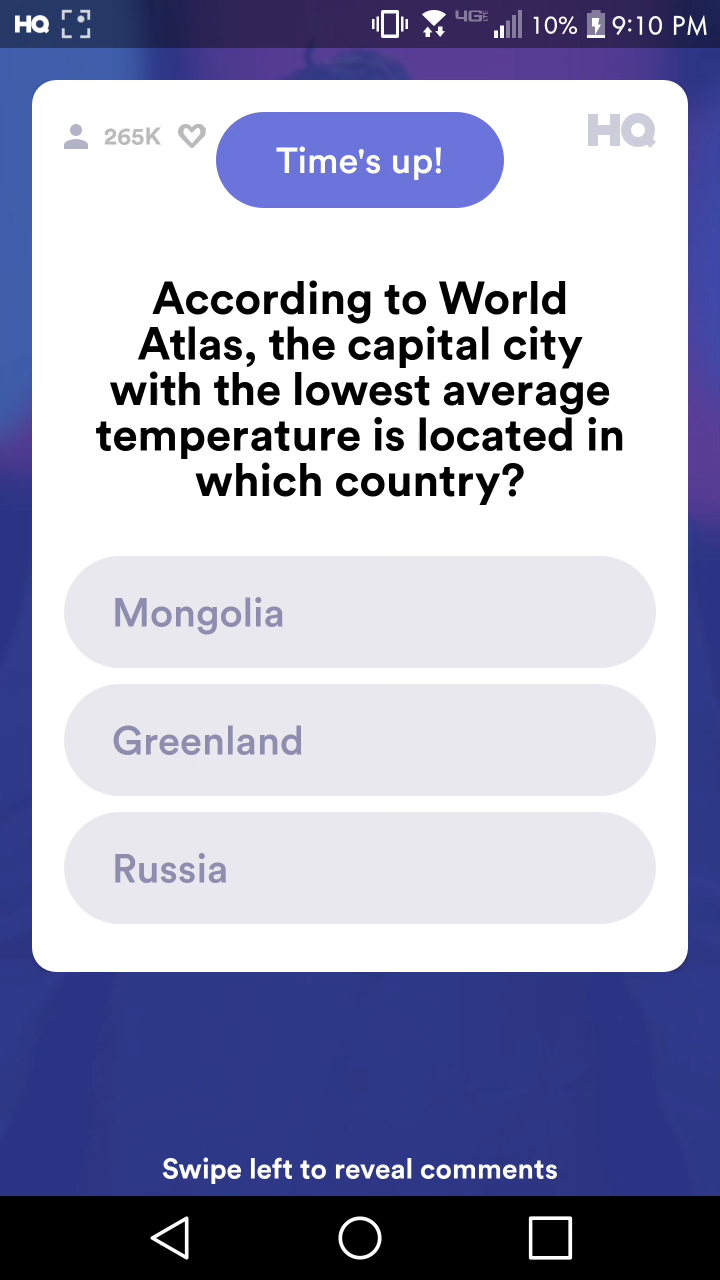 HQ 4G LTE 10% 9:10 PM
265K Time's up! HQ
According to World
Atlas, the capital city
with the lowest average
temperature is located in
which country?
Mongolia
Greenland
Russia
Swipe left to reveal comments